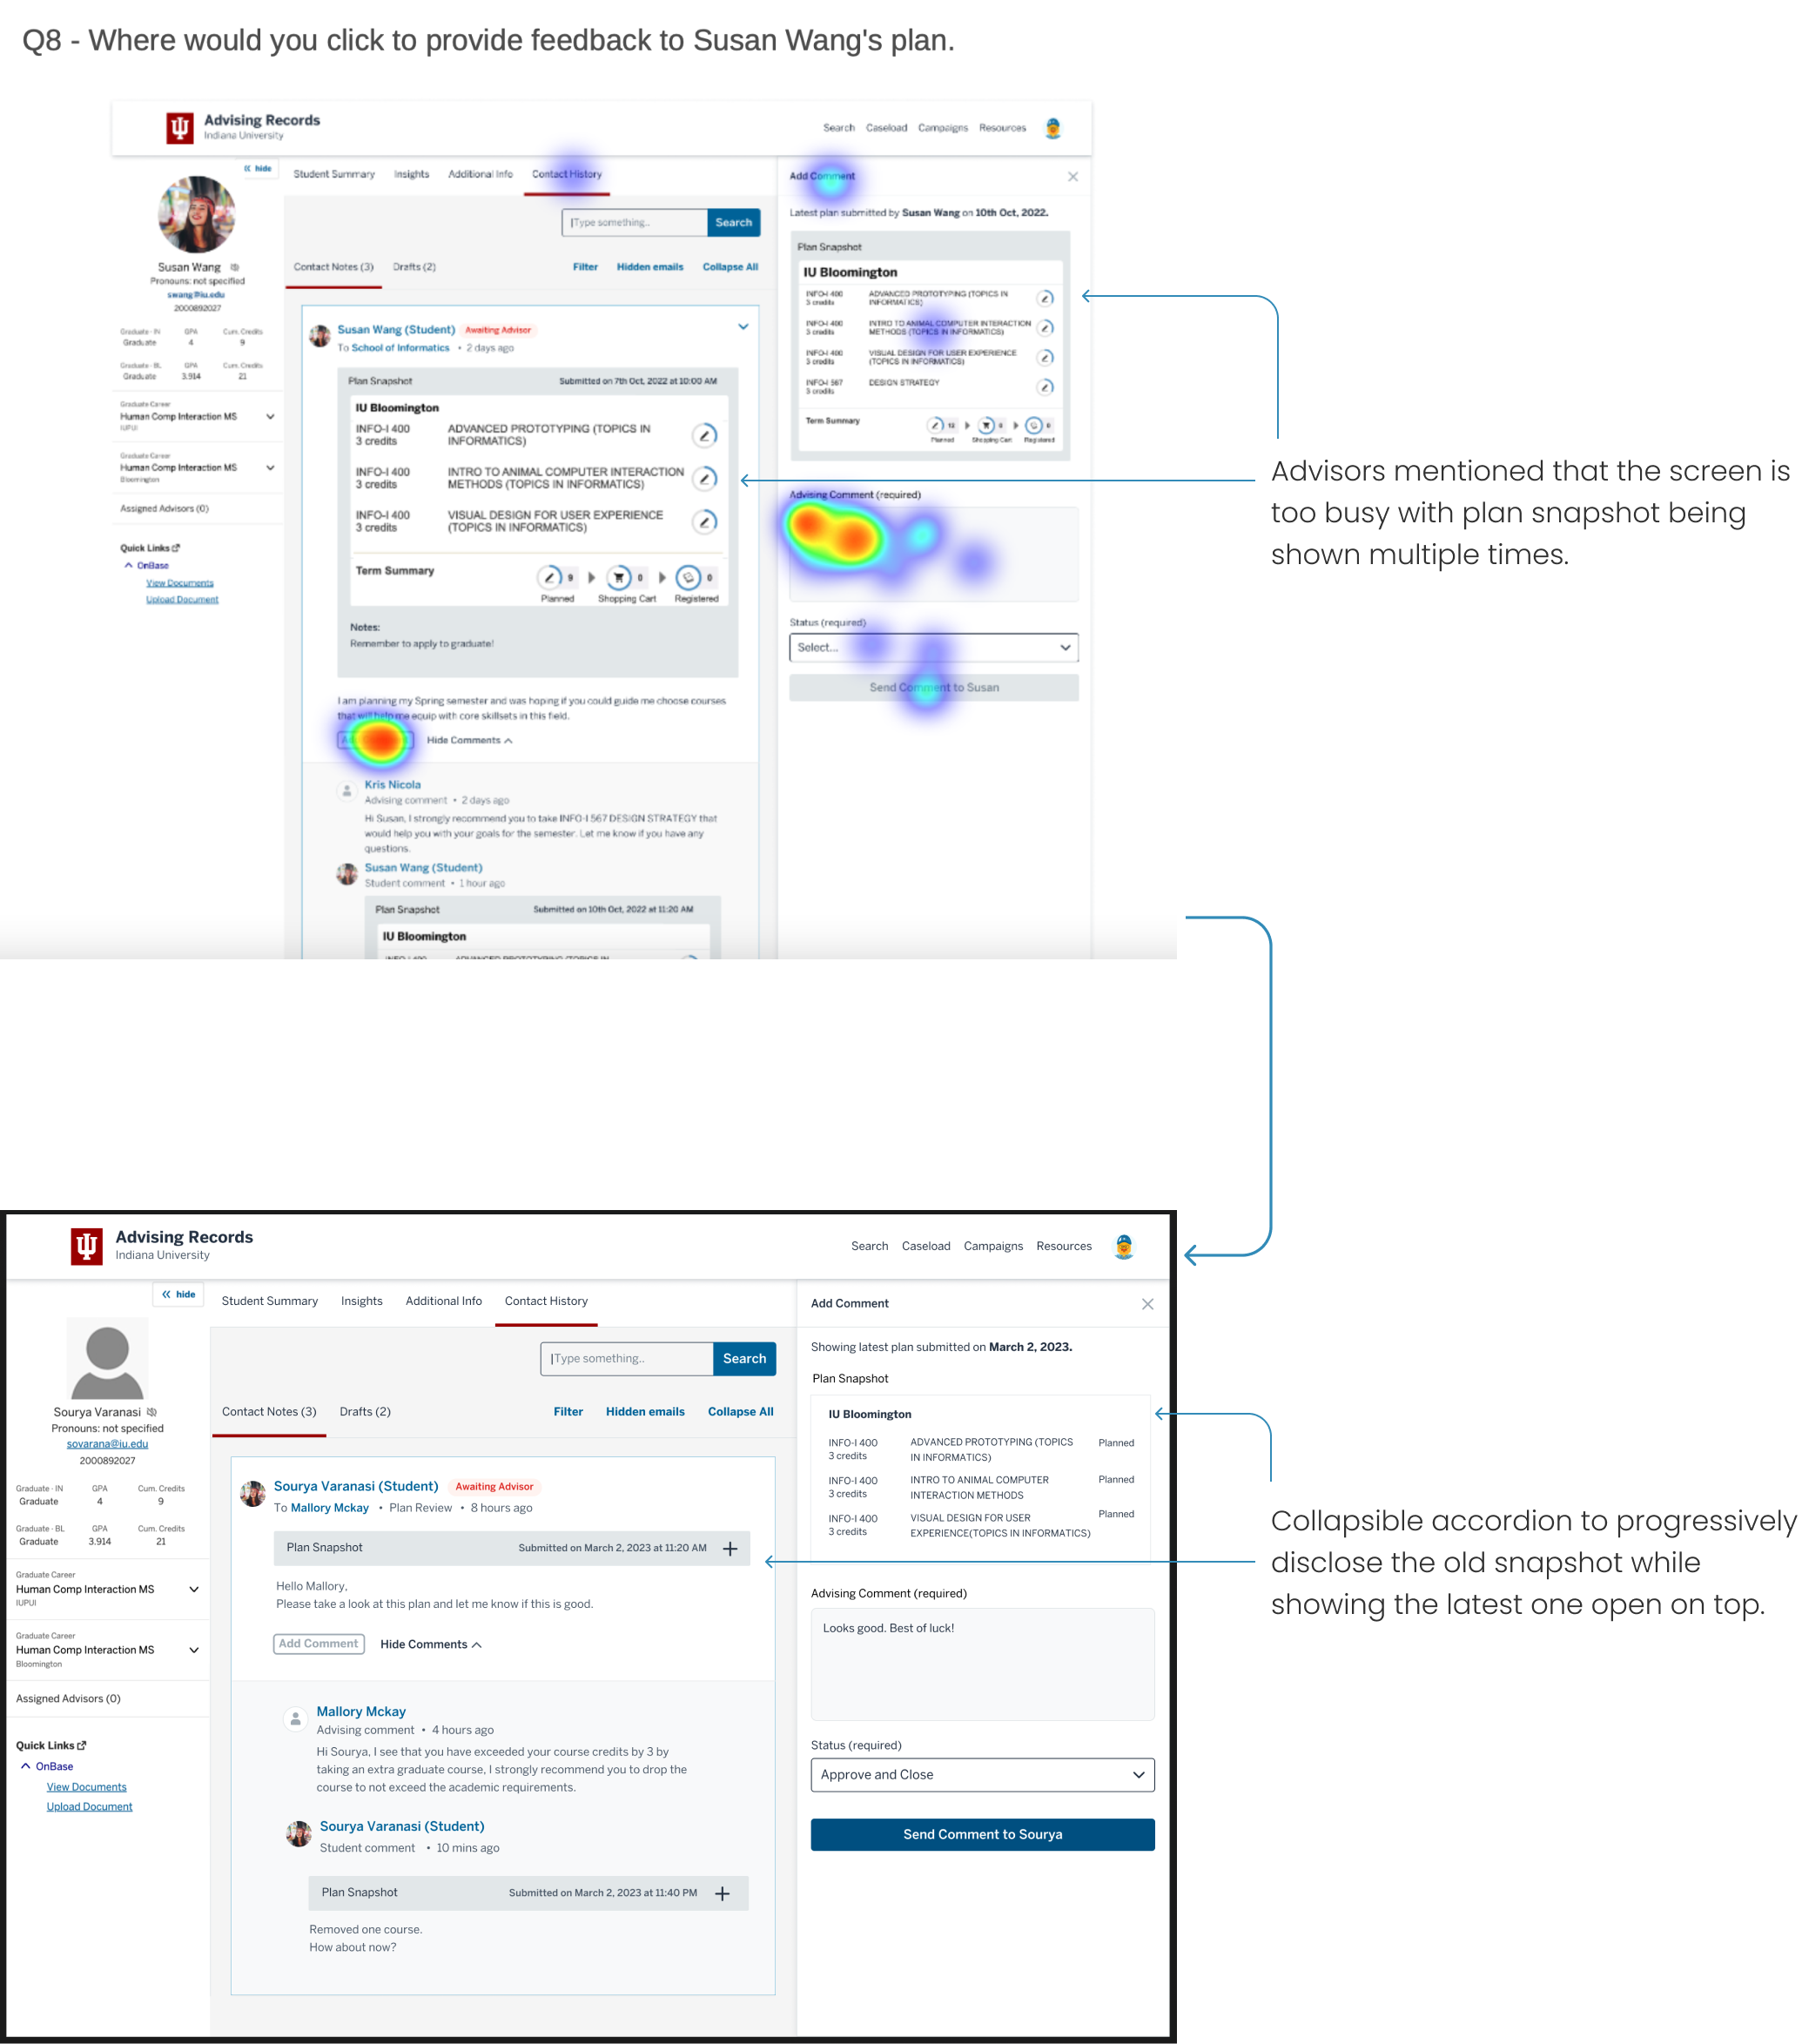 Q8 - Where would you click to provide feedback to Susan Wang's plan.
Advising Records
Indiana University
Search Caseload Campaigns Resources
hide
Student Summary Insights Additional Info Contact History
Susan Wang
Pronouns: not specified
swang@iu.edu
2000892027
Graduate - IN GPA Cum. Credits
Graduate 4 9
Graduate - BL GPA Cum. Credits
Graduate 3.914 21
Graduate Career
Human Comp Interaction MS
IUPUI
Graduate Career
Human Comp Interaction MS
Bloomington
Assigned Advisors (0)
Quick Links
OnBase
View Documents
Upload Document
Type something.. Search
Contact Notes (3) Drafts (2) Filter Hidden emails Collapse All
Susan Wang (Student) Awaiting Advisor
To School of Informatics • 2 days ago
Plan Snapshot Submitted on 7th Oct, 2022 at 10:00 AM
IU Bloomington
INFO-I 400 ADVANCED PROTOTYPING (TOPICS IN
3 credits INFORMATICS)
INFO-I 400 INTRO TO ANIMAL COMPUTER INTERACTION
3 credits METHODS (TOPICS IN INFORMATICS)
INFO-I 400 VISUAL DESIGN FOR USER EXPERIENCE
3 credits (TOPICS IN INFORMATICS)
Term Summary 9 0 0
Planned Shopping Cart Registered
Notes:
Remember to apply to graduate!
I am planning my Spring semester and was hoping if you could guide me choose courses
that will help me equip with core skillsets in this field.
Hide Comments
Kris Nicola
Advising comment • 2 days ago
Hi Susan, I strongly recommend you to take INFO-I 567 DESIGN STRATEGY that
would help you with your goals for the semester. Let me know if you have any
questions.
Susan Wang (Student)
Student comment • 1 hour ago
Plan Snapshot Submitted on 10th Oct, 2022 at 11:20 AM
IU Bloomington
Add Comment
Latest plan submitted by Susan Wang on 10th Oct, 2022.
Plan Snapshot
IU Bloomington
INFO-I 400 ADVANCED PROTOTYPING (TOPICS IN
3 credits INFORMATICS)
INFO-I 400 INTRO TO ANIMAL COMPUTER INTERACTION
3 credits METHODS (TOPICS IN INFORMATICS)
INFO-I 400 VISUAL DESIGN FOR USER EXPERIENCE
3 credits (TOPICS IN INFORMATICS)
INFO-I 567 DESIGN STRATEGY
3 credits
Term Summary 12 0 0
Planned Shopping Cart Registered
Advising Comment (required)
Status (required)
Select...
Send Comment to Susan
Advisors mentioned that the screen is
too busy with plan snapshot being
shown multiple times.
Advising Records
Indiana University
Search Caseload Campaigns Resources
hide
Student Summary Insights Additional Info Contact History
Sourya Varanasi
Pronouns: not specified
sovarana@iu.edu
2000892027
Graduate - IN GPA Cum. Credits
Graduate 4 9
Graduate - BL GPA Cum. Credits
Graduate 3.914 21
Graduate Career
Human Comp Interaction MS
IUPUI
Graduate Career
Human Comp Interaction MS
Bloomington
Assigned Advisors (0)
Quick Links
OnBase
View Documents
Upload Document
Type something.. Search
Contact Notes (3) Drafts (2) Filter Hidden emails Collapse All
Sourya Varanasi (Student) Awaiting Advisor
To Mallory Mckay • Plan Review • 8 hours ago
Plan Snapshot Submitted on March 2, 2023 at 11:20 AM
Hello Mallory,
Please take a look at this plan and let me know if this is good.
Add Comment Hide Comments
Mallory Mckay
Advising comment • 4 hours ago
Hi Sourya, I see that you have exceeded your course credits by 3 by
taking an extra graduate course, I strongly recommend you to drop the
course to not exceed the academic requirements.
Sourya Varanasi (Student)
Student comment • 10 mins ago
Plan Snapshot Submitted on March 2, 2023 at 11:40 PM
Removed one course.
How about now?
Add Comment
Showing latest plan submitted on March 2, 2023.
Plan Snapshot
IU Bloomington
INFO-I 400 ADVANCED PROTOTYPING (TOPICS Planned
3 credits IN INFORMATICS)
INFO-I 400 INTRO TO ANIMAL COMPUTER Planned
3 credits INTERACTION METHODS
INFO-I 400 VISUAL DESIGN FOR USER Planned
3 credits EXPERIENCE(TOPICS IN INFORMATICS)
Advising Comment (required)
Looks good. Best of luck!
Status (required)
Approve and Close
Send Comment to Sourya
Collapsible accordion to progressively
disclose the old snapshot while
showing the latest one open on top.